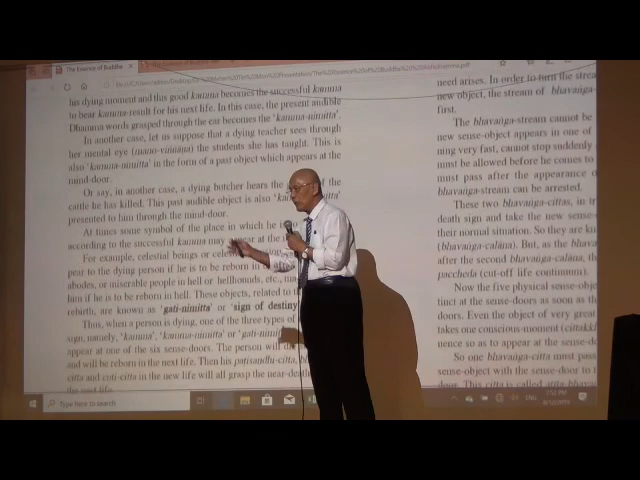 The Essence of Buddha
his dying moment and this good kamma becomes the successful kamma
to bear kamma-result for his next life. In this case, the present audible
Dhamma words grasped through the ear becomes the 'kamma-nimitta'.
In another case, let us suppose that a dying teacher sees through
her mental eye (mano-viññāṇa) the students she has taught. This is
also 'kamma-nimitta' in the form of a past object which appears at the
mind-door.
Or say, in another case, a dying butcher hears the of the
cattle he has killed. This past audible object is also
presented to him through the mind-door.
At times some symbol of the place in which he is
according to the successful kamma may appear at the
For example, celestial beings or
pear to the dying person if he is to be reborn in
abodes, or miserable people in hell or hellhounds, etc.,
him if he is to be reborn in hell. These objects, related to
rebirth, are known as 'gati-nimitta' or 'sign of destiny
Thus, when a person is dying, one of the three types of
sign, namely, 'kamma', 'kamma-nimitta' or
appear at one of the six sense-doors. The person will
and will be reborn in the next life. Then his paṭisandhi-citta,
citta and cuti-citta in the new life will all grasp the
the next life.
Type here to search
need arises. In order to turn the
new object, the stream of bhavaṅga
first.
The bhavaṅga-stream cannot be
new sense-object appears in one of
ning very fast, cannot stop suddenly
must be allowed before he comes to
must pass after the appearance
bhavaṅga-stream can be arrested.
These two bhavaṅga-cittas, in
death sign and take the new sense-
their normal situation. So they are
(bhavaṅga-calāna). But, as the
after the second bhavaṅga-calāna, the
paccheda (cut-off life continuum).
Now the five physical sense-
tinct at the sense-doors as soon as
doors. Even the object of very great
takes one conscious-moment
nence so as to appear at the sense-
So one bhavaṅga-citta must pass
sense-object with the sense-door to
door. This citta is called
ENG